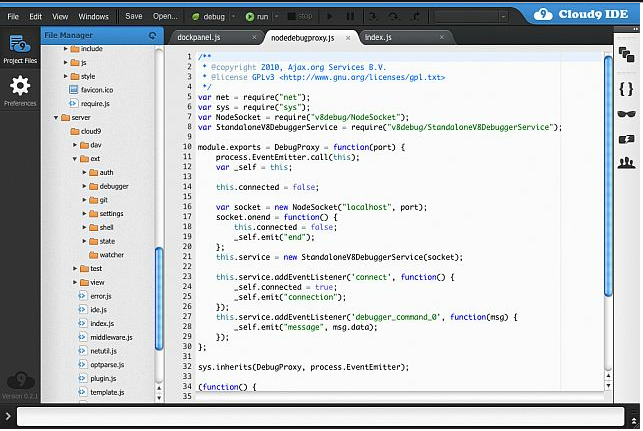 File Edit View Windows Save Open... debug run stop Cloud9 IDE
Project Files
Preferences
Version 0.2.1
File Manager
include
js
style
favicon.ico
require.js
server
cloud9
dav
ext
auth
debugger
git
settings
shell
state
watcher
test
view
error.js
ide.js
index.js
middleware.js
netutil.js
optparse.js
plugin.js
template.js
dockpanel.js nodedebugproxy.js index.js
1 /**
2 * @copyright 2010, Ajax.org Services B.V.
3 * @license GPLv3 <http://www.gnu.org/licenses/gpl.txt>
4 */
5 var net = require("net");
6 var sys = require("sys");
7 var NodeSocket = require("v8debug/NodeSocket");
8 var StandaloneV8DebuggerService = require("v8debug/StandaloneV8DebuggerService");
9
10 module.exports = DebugProxy = function(port) {
11 process.EventEmitter.call(this);
12 var _self = this;
13
14 this.connected = false;
15
16 var socket = new NodeSocket("localhost", port);
17 socket.onend = function() {
18 this.connected = false;
19 _self.emit("end");
20 };
21 this.service = new StandaloneV8DebuggerService(socket);
22
23 this.service.addEventListener('connect', function() {
24 _self.connected = true;
25 _self.emit("connection");
26 });
27 this.service.addEventListener('debugger_command_0', function(msg) {
28 _self.emit("message", msg.data);
29 });
30 };
31
32 sys.inherits(DebugProxy, process.EventEmitter);
33
34 (function() {
35